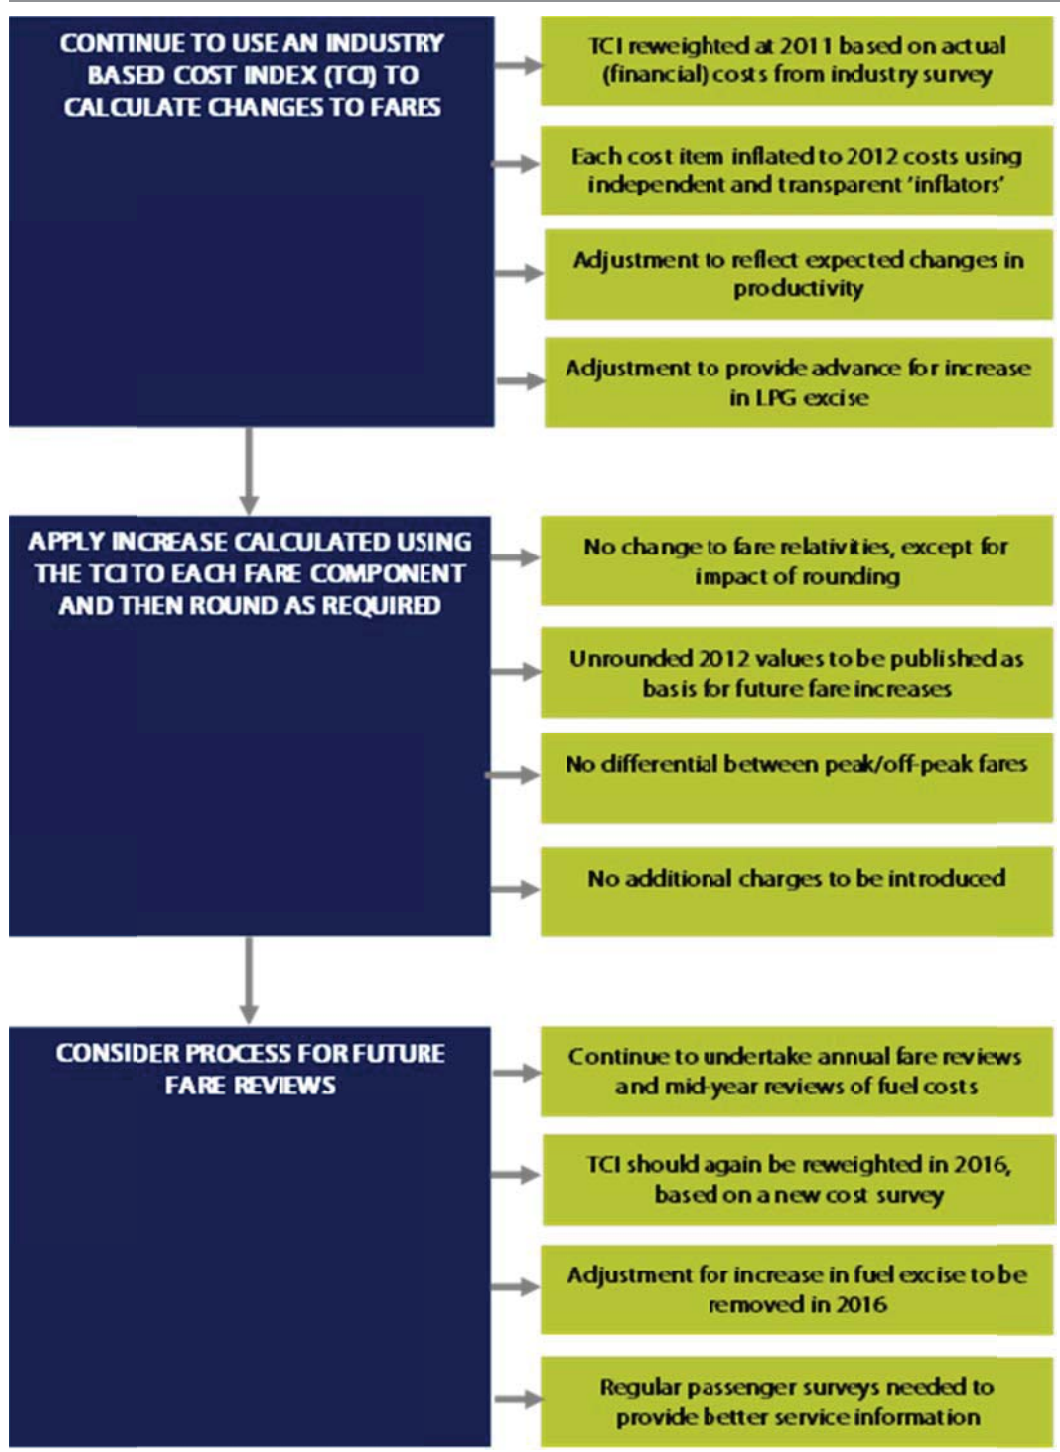 CONTINUE TO USE AN INDUSTRY
BASED COST INDEX (TCI) TO
CALCULATE CHANGES TO FARES
TCI reweighted at 2011 based on actual
(financial) costs from industry survey
Each cost item inflated to 2012 costs using
independent and transparent 'inflators'
Adjustment to reflect expected changes in
productivity
Adjustment to provide advance for increase
in LPG excise
APPLY INCREASE CALCULATED USING
THE TCI TO EACH FARE COMPONENT
AND THEN ROUND AS REQUIRED
No change to fare relativities, except for
impact of rounding
Unrounded 2012 values to be published as
basis for future fare increases
No differential between peak/off-peak fares
No additional charges to be introduced
CONSIDER PROCESS FOR FUTURE
FARE REVIEWS
Continue to undertake annual fare reviews
and mid-year reviews of fuel costs
TCI should again be reweighted in 2016,
based on a new cost survey
Adjustment for increase in fuel excise to be
removed in 2016
Regular passenger surveys needed to
provide better service information